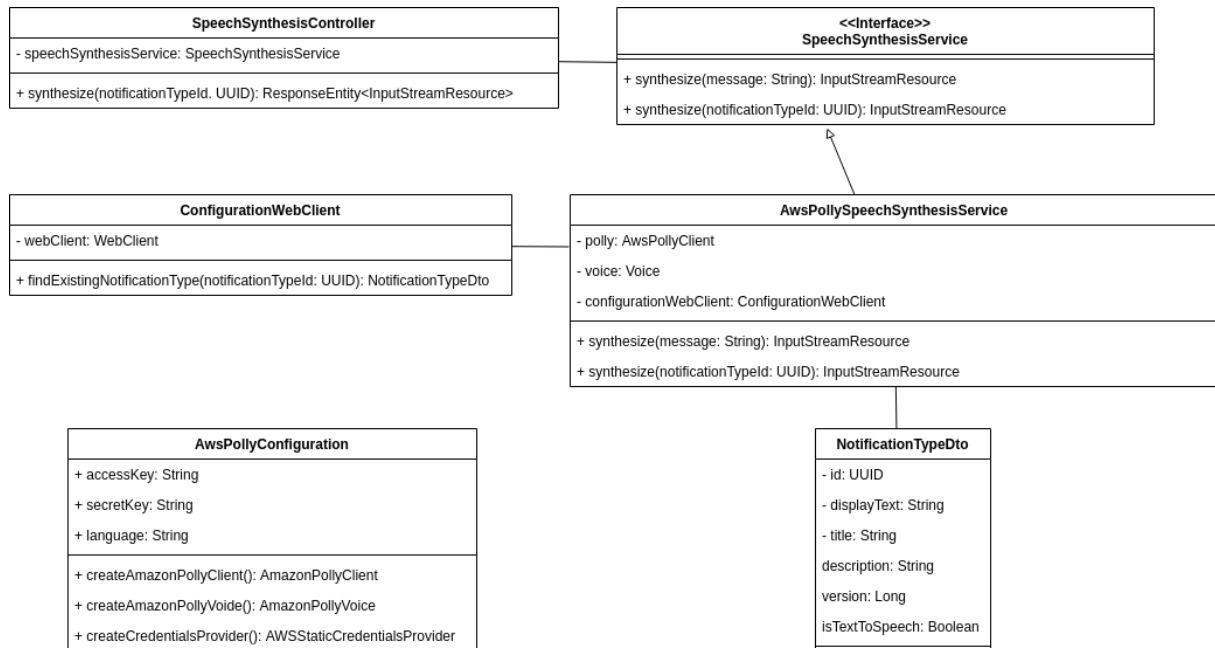 SpeechSynthesisController
- speechSynthesisService: SpeechSynthesisService
+ synthesize(notificationTypeId. UUID): ResponseEntity<InputStreamResource>
<<Interface>>
SpeechSynthesisService
+ synthesize(message: String): InputStreamResource
+ synthesize(notificationTypeId: UUID): InputStreamResource
ConfigurationWebClient
- webClient: WebClient
+ findExistingNotificationType(notificationTypeId: UUID): NotificationTypeDto
AwsPollySpeechSynthesisService
- polly: AwsPollyClient
- voice: Voice
- configurationWebClient: ConfigurationWebClient
+ synthesize(message: String): InputStreamResource
+ synthesize(notificationTypeId: UUID): InputStreamResource
AwsPollyConfiguration
+ accessKey: String
+ secretKey: String
+ language: String
+ createAmazonPollyClient(): AmazonPollyClient
+ createAmazonPollyVoide(): AmazonPollyVoice
+ createCredentialsProvider(): AWSStaticCredentialsProvider
NotificationTypeDto
- id: UUID
- displayText: String
- title: String
description: String
version: Long
isTextToSpeech: Boolean